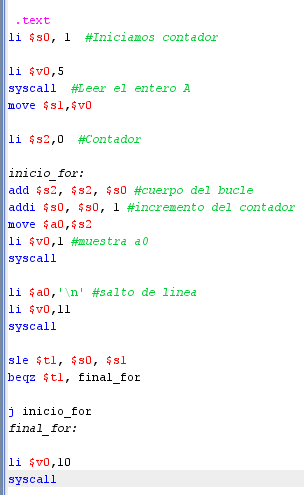 .text
li $s0, 1 #Iniciamos contador
li $v0,5
syscall #Leer el entero A
move $s1,$v0
li $s2,0 #Contador
inicio_for:
add $s2, $s2, $s0 #cuerpo del bucle
addi $s0, $s0, 1 #incremento del contador
move $a0,$s2
li $v0,1 #muestra a0
syscall
li $a0,'\n' #salto de linea
li $v0,11
syscall
sle $t1, $s0, $s1
beqz $t1, final_for
j inicio_for
final_for:
li $v0,10
syscall